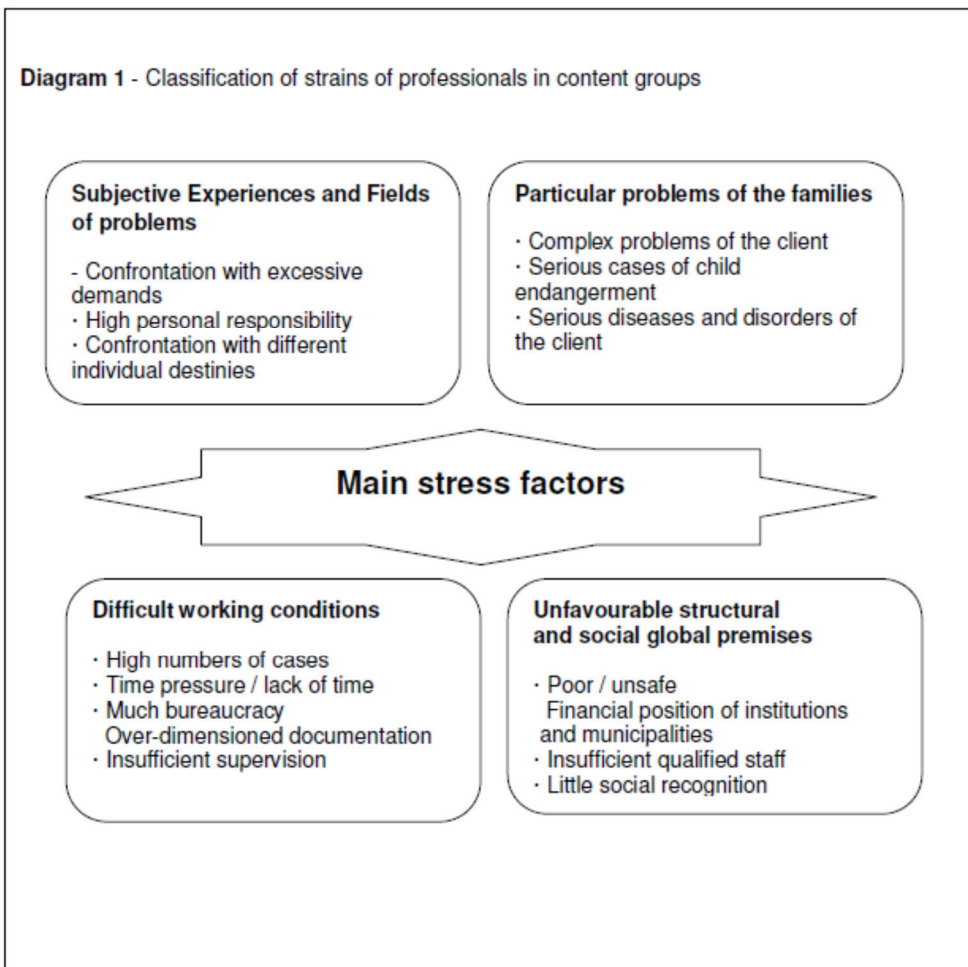 Diagram 1 - Classification of strains of professionals in content groups
Subjective Experiences and Fields
of problems
- Confrontation with excessive
demands
· High personal responsibility
· Confrontation with different
individual destinies
Particular problems of the families
· Complex problems of the client
· Serious cases of child
endangerment
· Serious diseases and disorders of
the client
Main stress factors
Difficult working conditions
· High numbers of cases
· Time pressure / lack of time
· Much bureaucracy
Over-dimensioned documentation
· Insufficient supervision
Unfavourable structural
and social global premises
· Poor / unsafe
Financial position of institutions
and municipalities
· Insufficient qualified staff
· Little social recognition